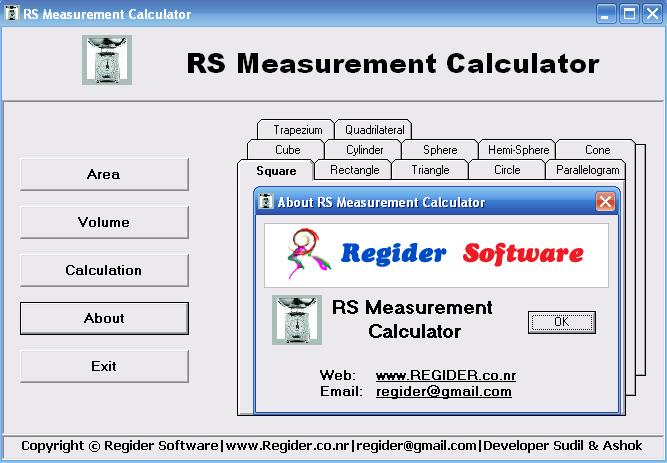 RS Measurement Calculator
RS Measurement Calculator
Trapezium Quadrilateral
Cube Cylinder Sphere Hemi-Sphere Cone
Square Rectangle Triangle Circle Parallelogram
Area
Volume
Calculation
About
Exit
About RS Measurement Calculator
Regider Software
RS Measurement
Calculator
OK
Web: www.REGIDER.co.nr
Email: regider@gmail.com
Copyright © Regider Software|www.Regider.co.nr|regider@gmail.com|Developer Sudil & Ashok